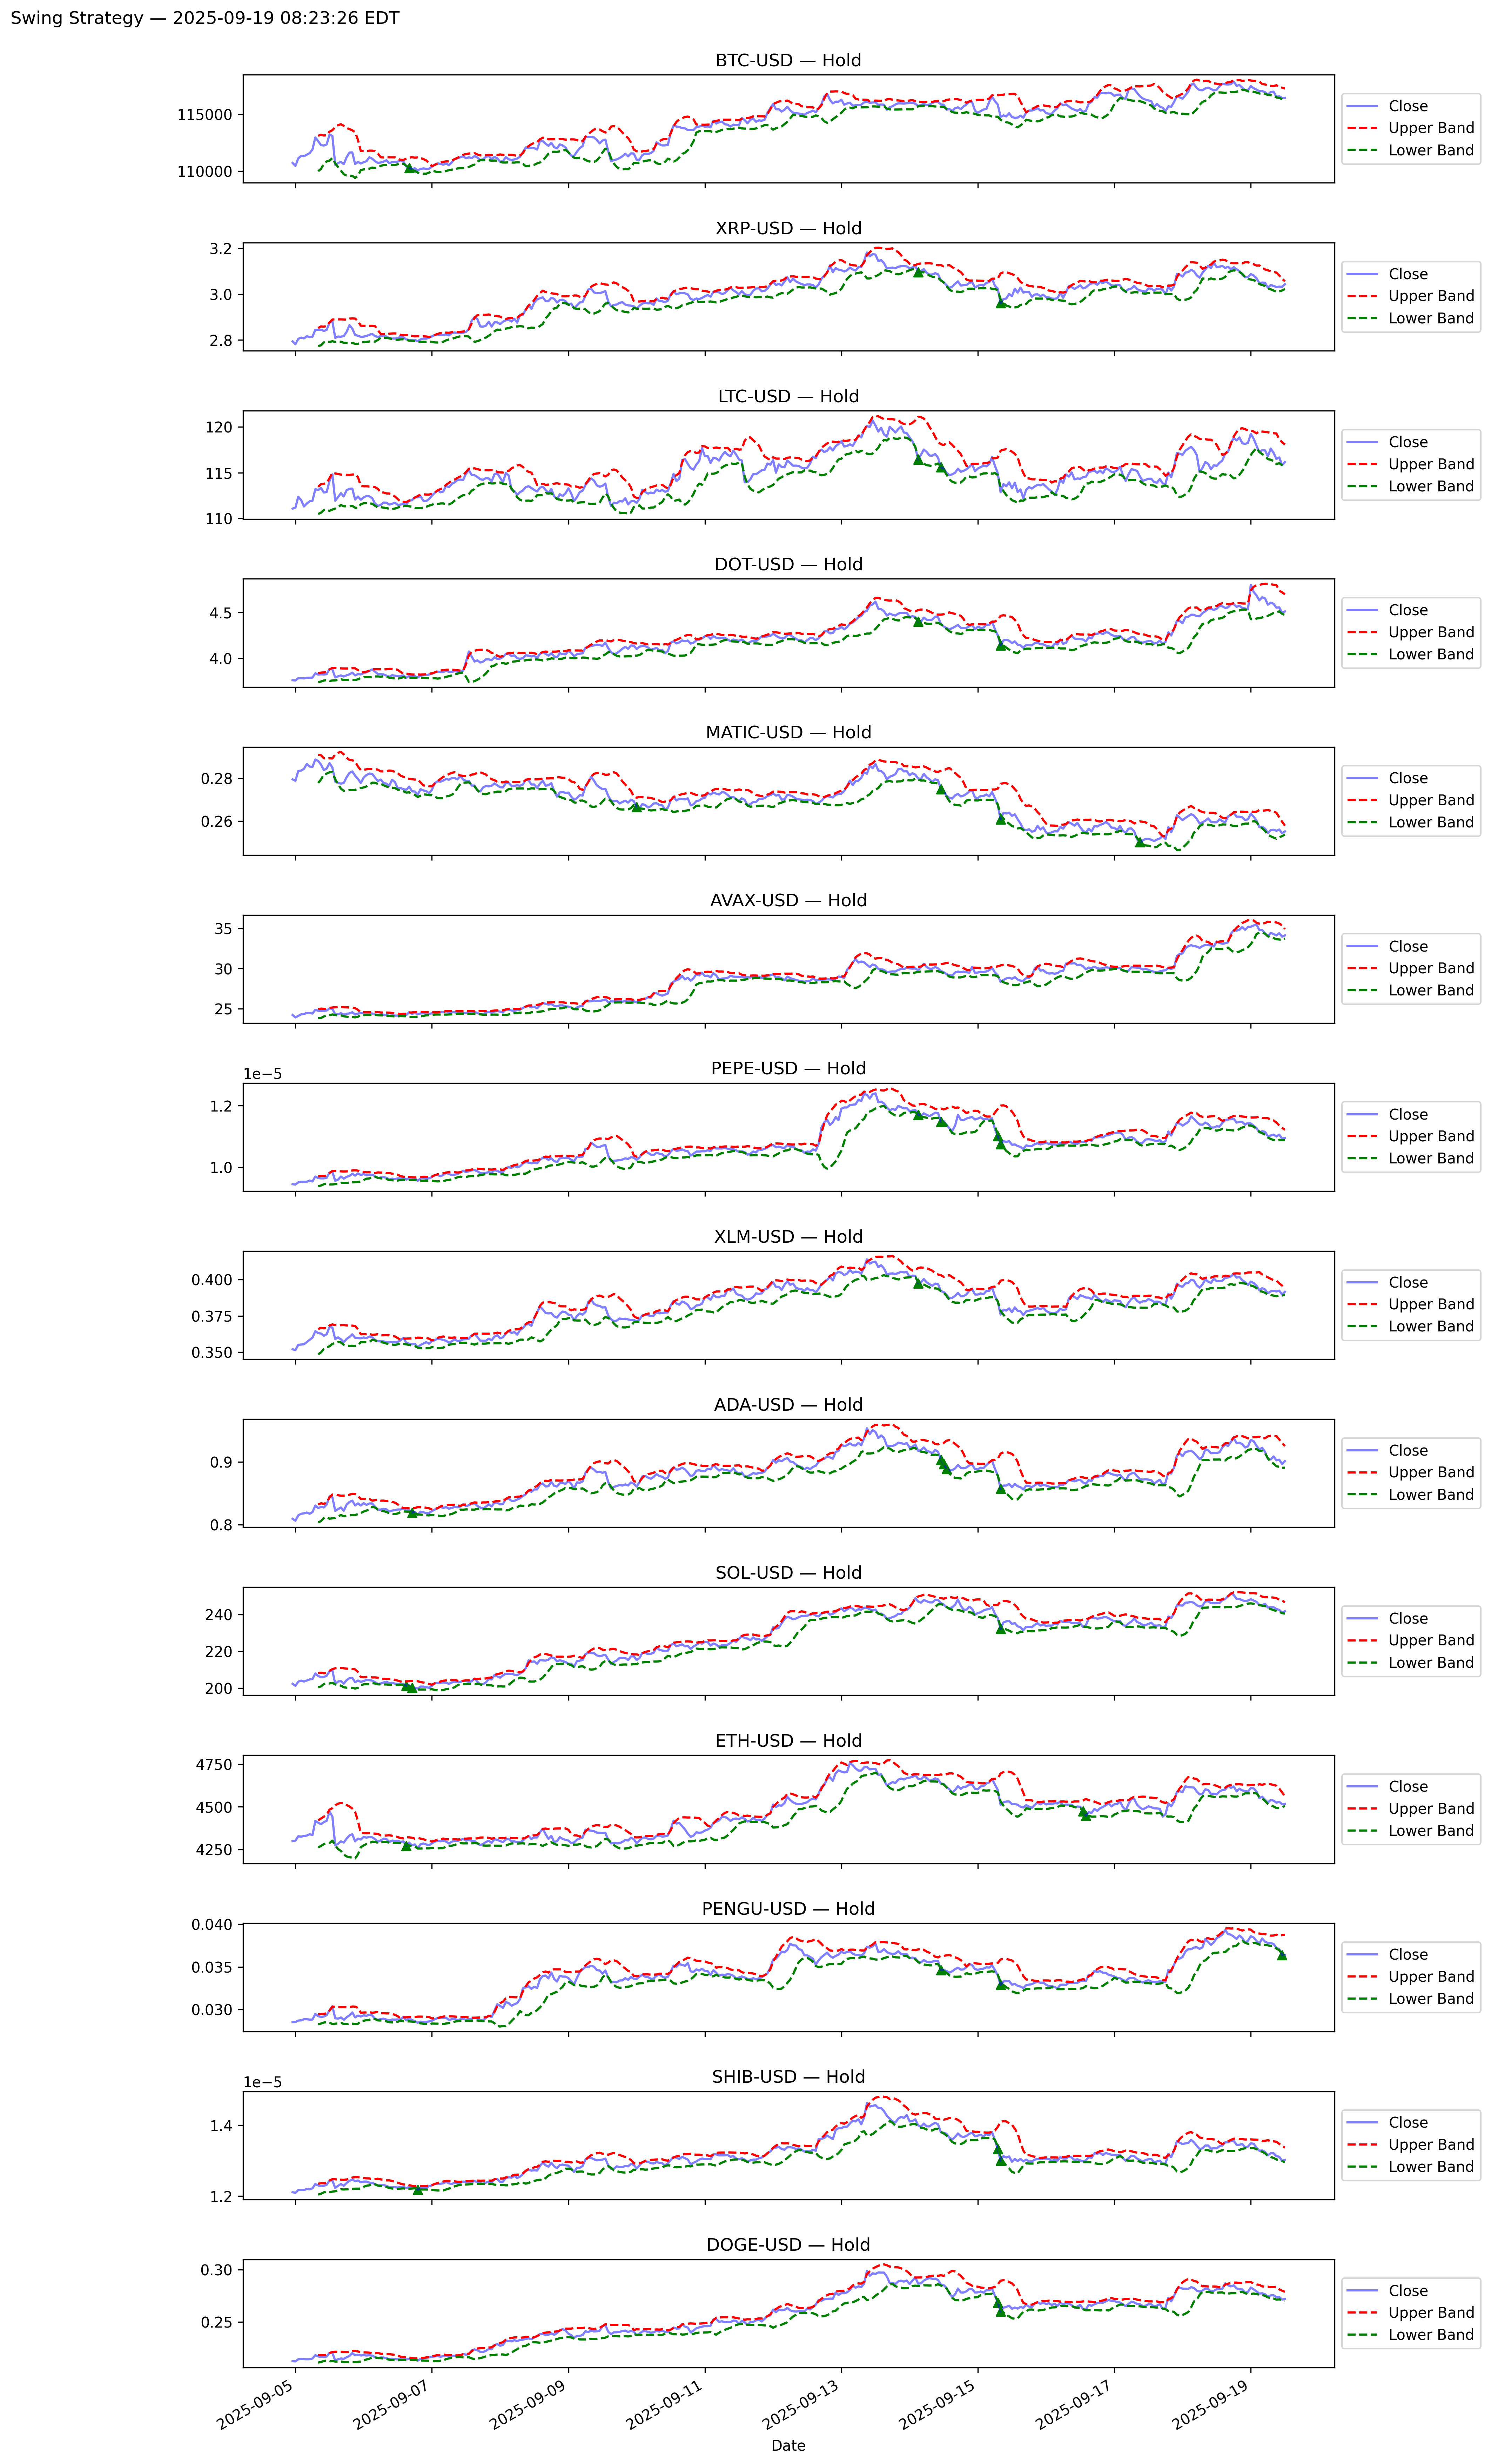 Swing Strategy — 2025-09-19 08:23:26 EDT
BTC-USD — Hold
115000
110000
Close
Upper Band
Lower Band
XRP-USD — Hold
3.2
3.0
2.8
Close
Upper Band
Lower Band
LTC-USD — Hold
120
115
110
Close
Upper Band
Lower Band
DOT-USD — Hold
4.5
4.0
Close
Upper Band
Lower Band
MATIC-USD — Hold
0.28
0.26
Close
Upper Band
Lower Band
AVAX-USD — Hold
35
30
25
Close
Upper Band
Lower Band
PEPE-USD — Hold
1e−5
1.2
1.0
Close
Upper Band
Lower Band
XLM-USD — Hold
0.400
0.375
0.350
Close
Upper Band
Lower Band
ADA-USD — Hold
0.9
0.8
Close
Upper Band
Lower Band
SOL-USD — Hold
240
220
200
Close
Upper Band
Lower Band
ETH-USD — Hold
4750
4500
4250
Close
Upper Band
Lower Band
PENGU-USD — Hold
0.040
0.035
0.030
Close
Upper Band
Lower Band
SHIB-USD — Hold
1e−5
1.4
1.2
Close
Upper Band
Lower Band
DOGE-USD — Hold
0.30
0.25
Close
Upper Band
Lower Band
2025-09-05
2025-09-07
2025-09-09
2025-09-11
2025-09-13
2025-09-15
2025-09-17
2025-09-19
Date